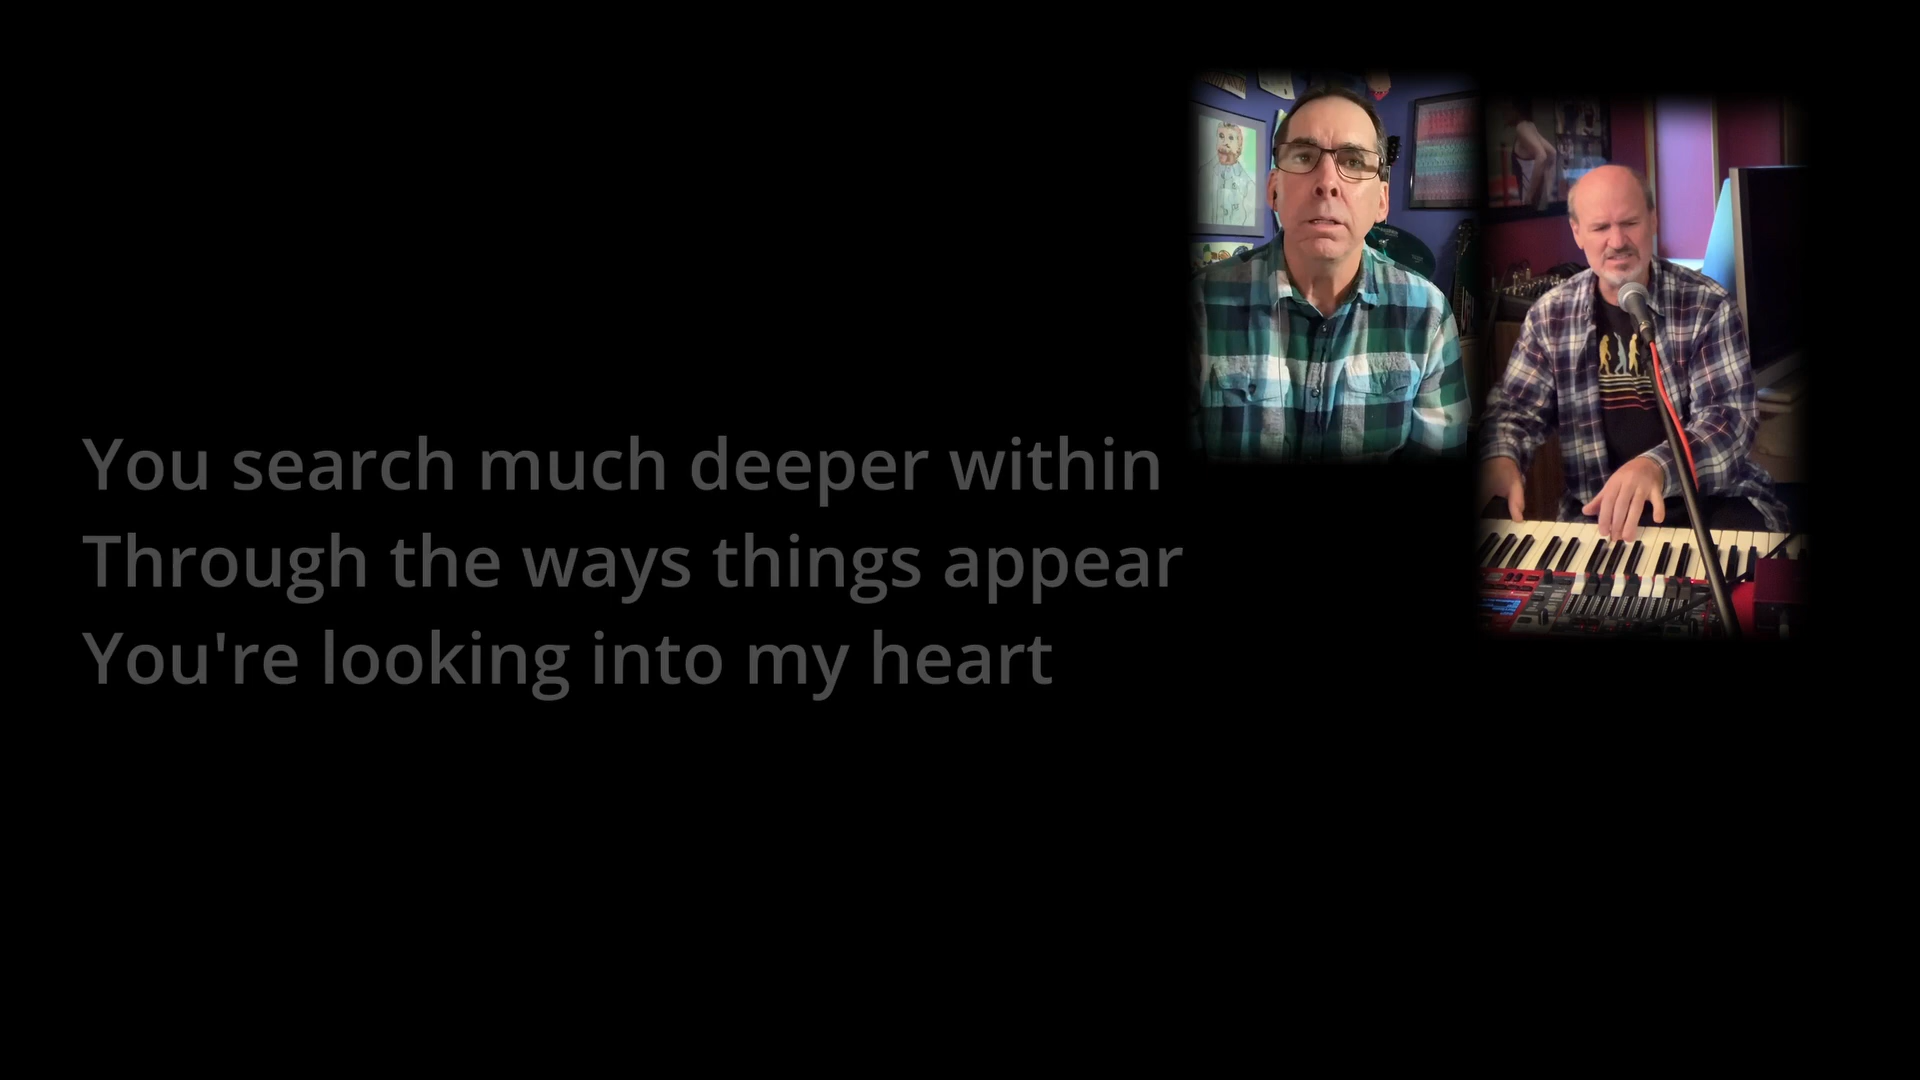 You search much deeper within
Through the ways things appear
You're looking into my heart